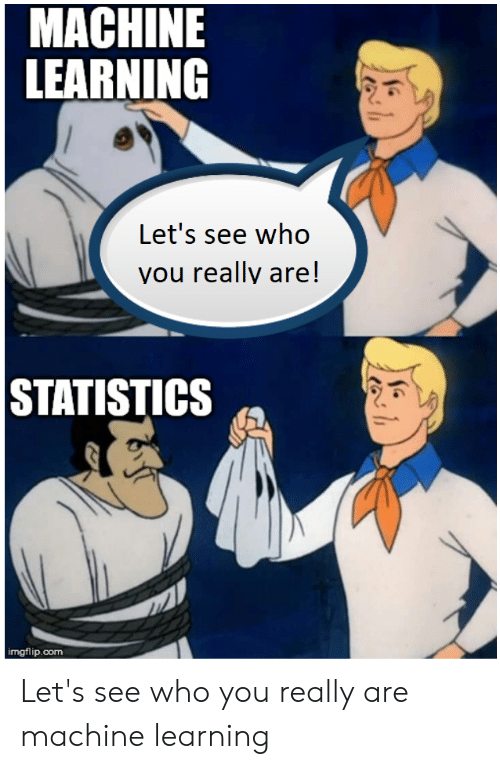 MACHINE
LEARNING
Let's see who
you really are!
STATISTICS
imgflip.com
Let's see who you really are
machine learning